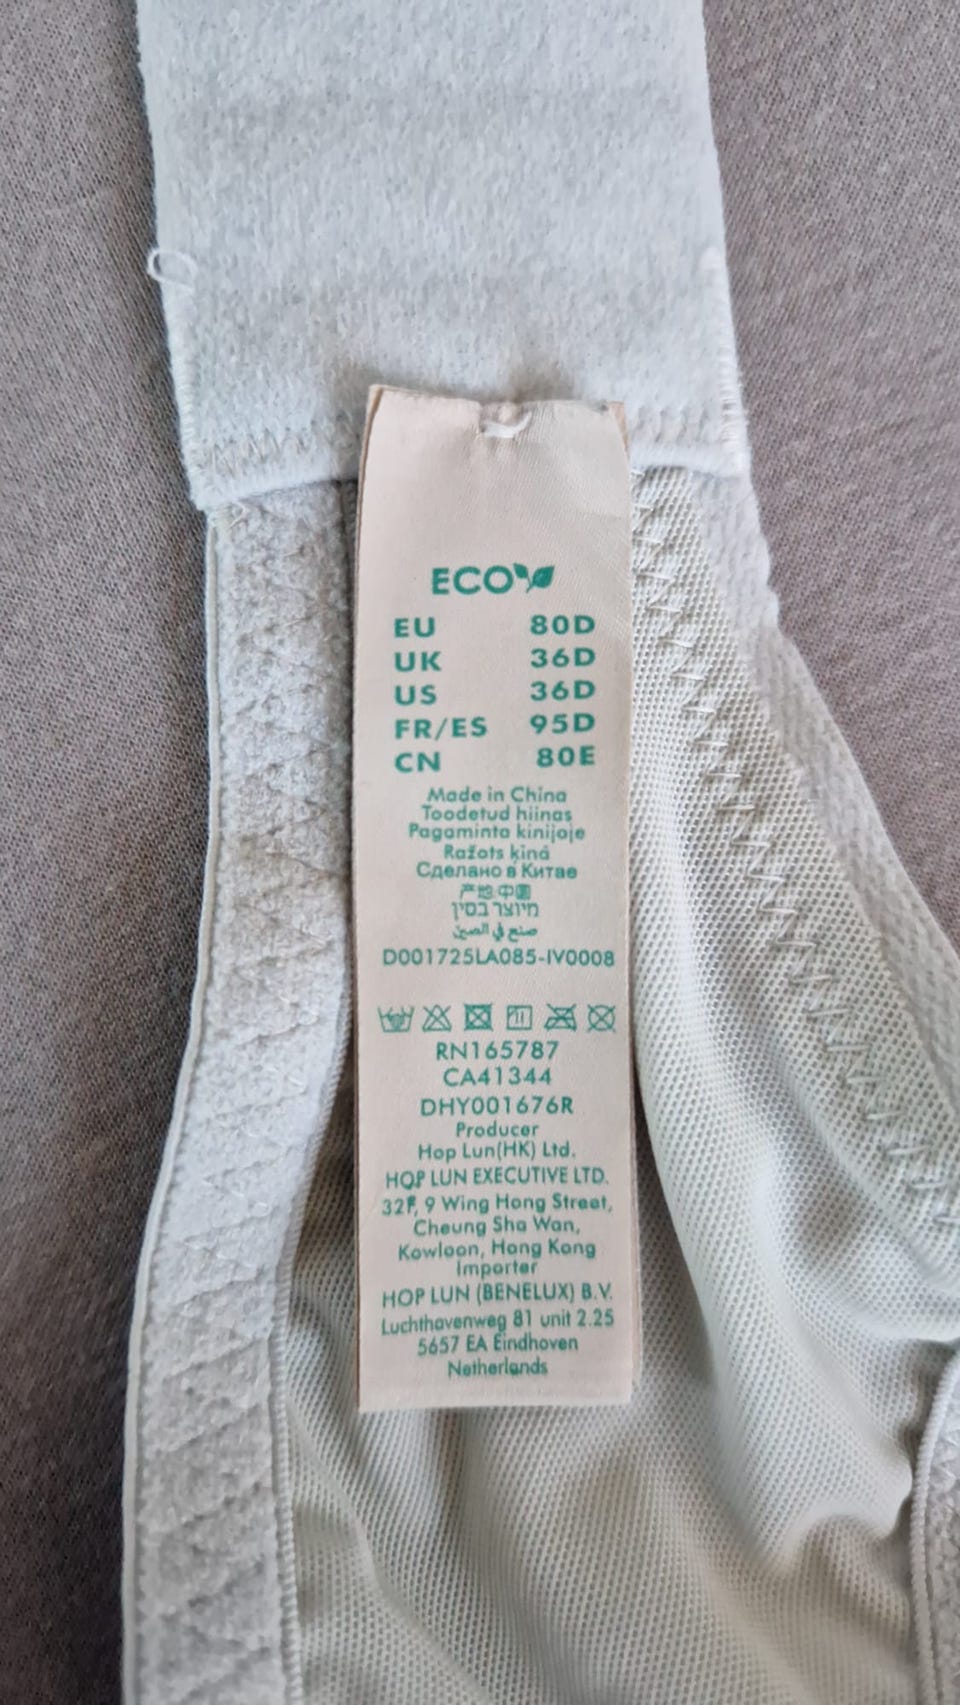 ECO
EU 80D
UK 36D
US 36D
FR/ES 95D
CN 80E
Made in China
Toodetud hiinas
Pagaminta kinijoje
Ražots ķīnā
Сделано в Китае
产地:中国
מיוצר בסין
صنع في الصين
D001725LA085-IV0008
RN165787
CA41344
DHY001676R
Producer
Hop Lun(HK) Ltd.
HOP LUN EXECUTIVE LTD.
32F, 9 Wing Hong Street,
Cheung Sha Wan,
Kowloon, Hong Kong
Importer
HOP LUN (BENELUX) B.V.
Luchthavenweg 81 unit 2.25
5657 EA Eindhoven
Netherlands